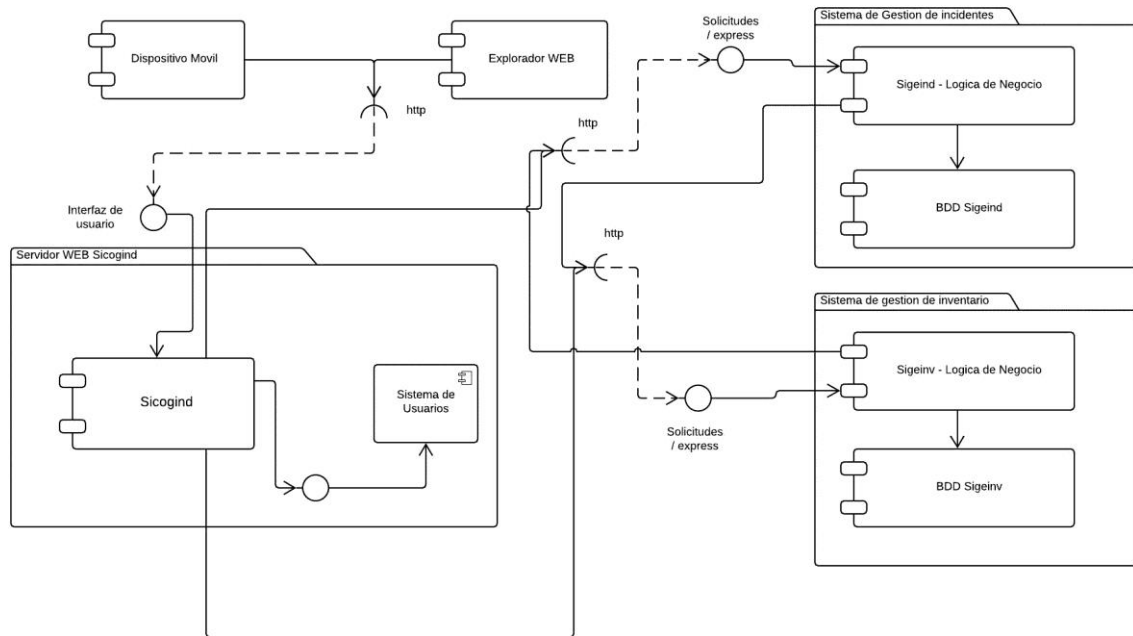 Dispositivo Movil
Explorador WEB
http
Solicitudes
/ express
Sistema de Gestion de incidentes
Sigeind - Logica de Negocio
BDD Sigeind
http
Interfaz de
usuario
http
Servidor WEB Sicogind
Sicogind
Sistema de
Usuarios
Sistema de gestion de inventario
Sigeinv - Logica de Negocio
Solicitudes
/ express
BDD Sigeinv